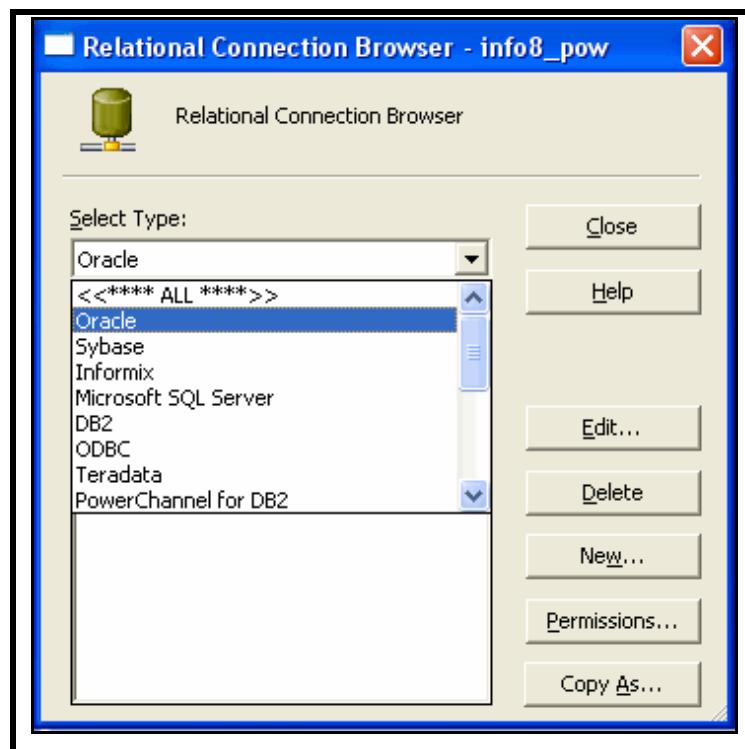 Relational Connection Browser - info8_pow
Relational Connection Browser
Select Type:
Oracle
<<**** ALL ****>>
Oracle
Sybase
Informix
Microsoft SQL Server
DB2
ODBC
Teradata
PowerChannel for DB2
Close
Help
Edit...
Delete
New...
Permissions...
Copy As...